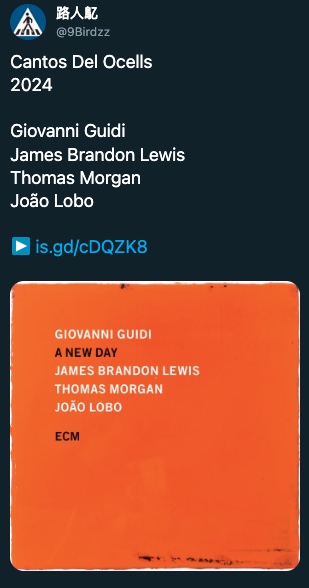 路人鳦
@9Birdzz
Cantos Del Ocells
2024
Giovanni Guidi
James Brandon Lewis
Thomas Morgan
João Lobo
is.gd/cDQZK8
GIOVANNI GUIDI
A NEW DAY
JAMES BRANDON LEWIS
THOMAS MORGAN
JOÃO LOBO
ECM